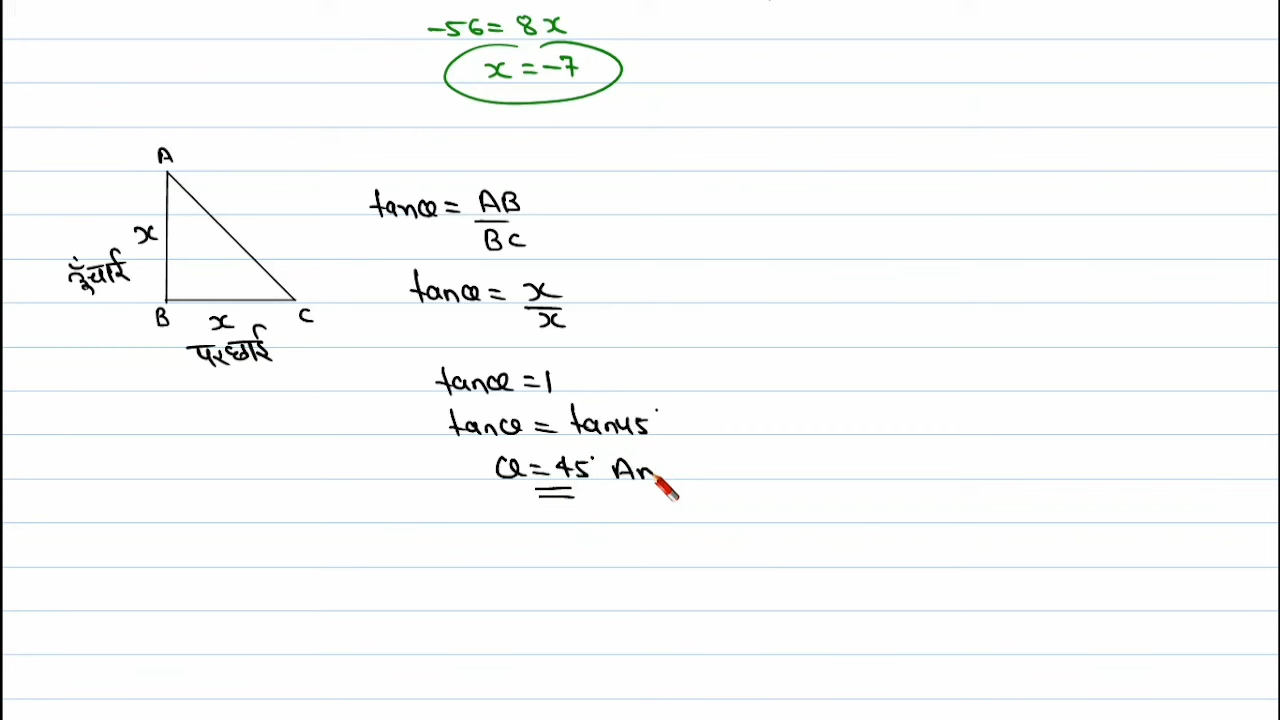 -56 = 8x
x = -7
A
x
ऊँचाई
B
x
C
परछाई
tanθ = AB
BC
tanθ = x
x
tanθ = 1
tanθ = tan45°
θ = 45° An